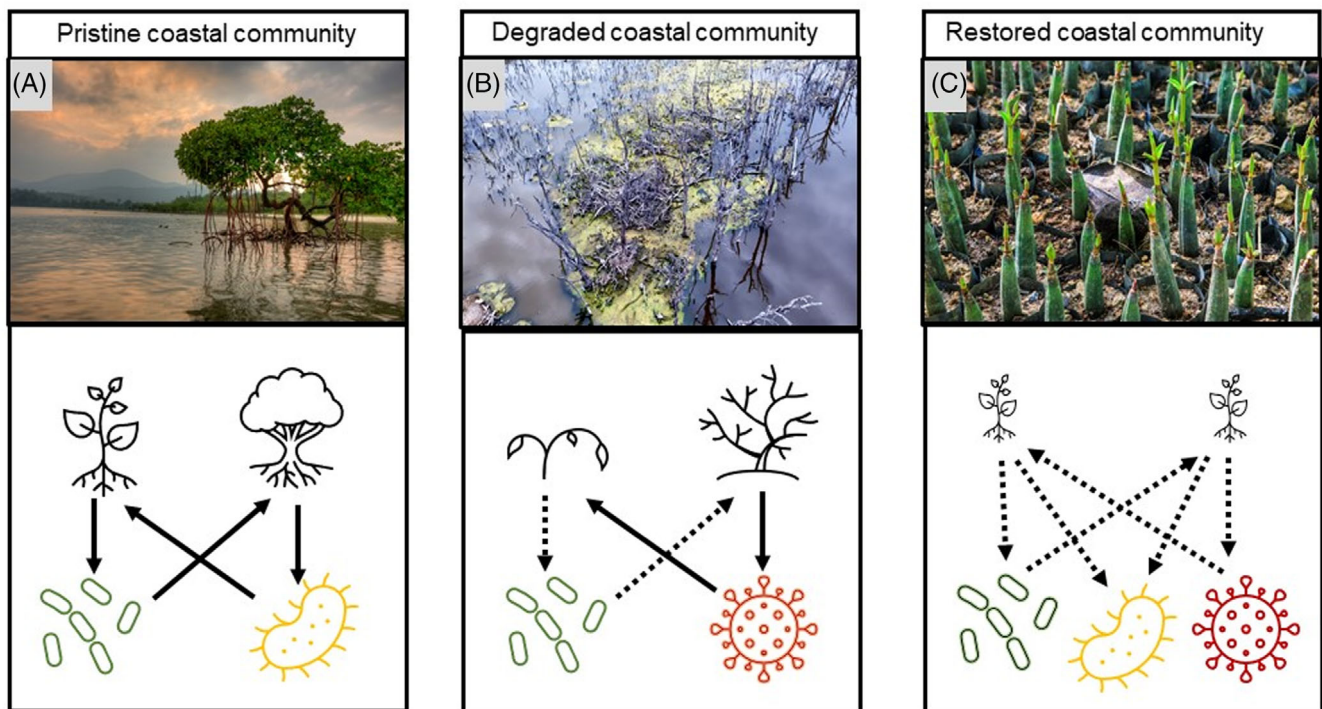 Pristine coastal community
Degraded coastal community
Restored coastal community
(A)
(B)
(C)